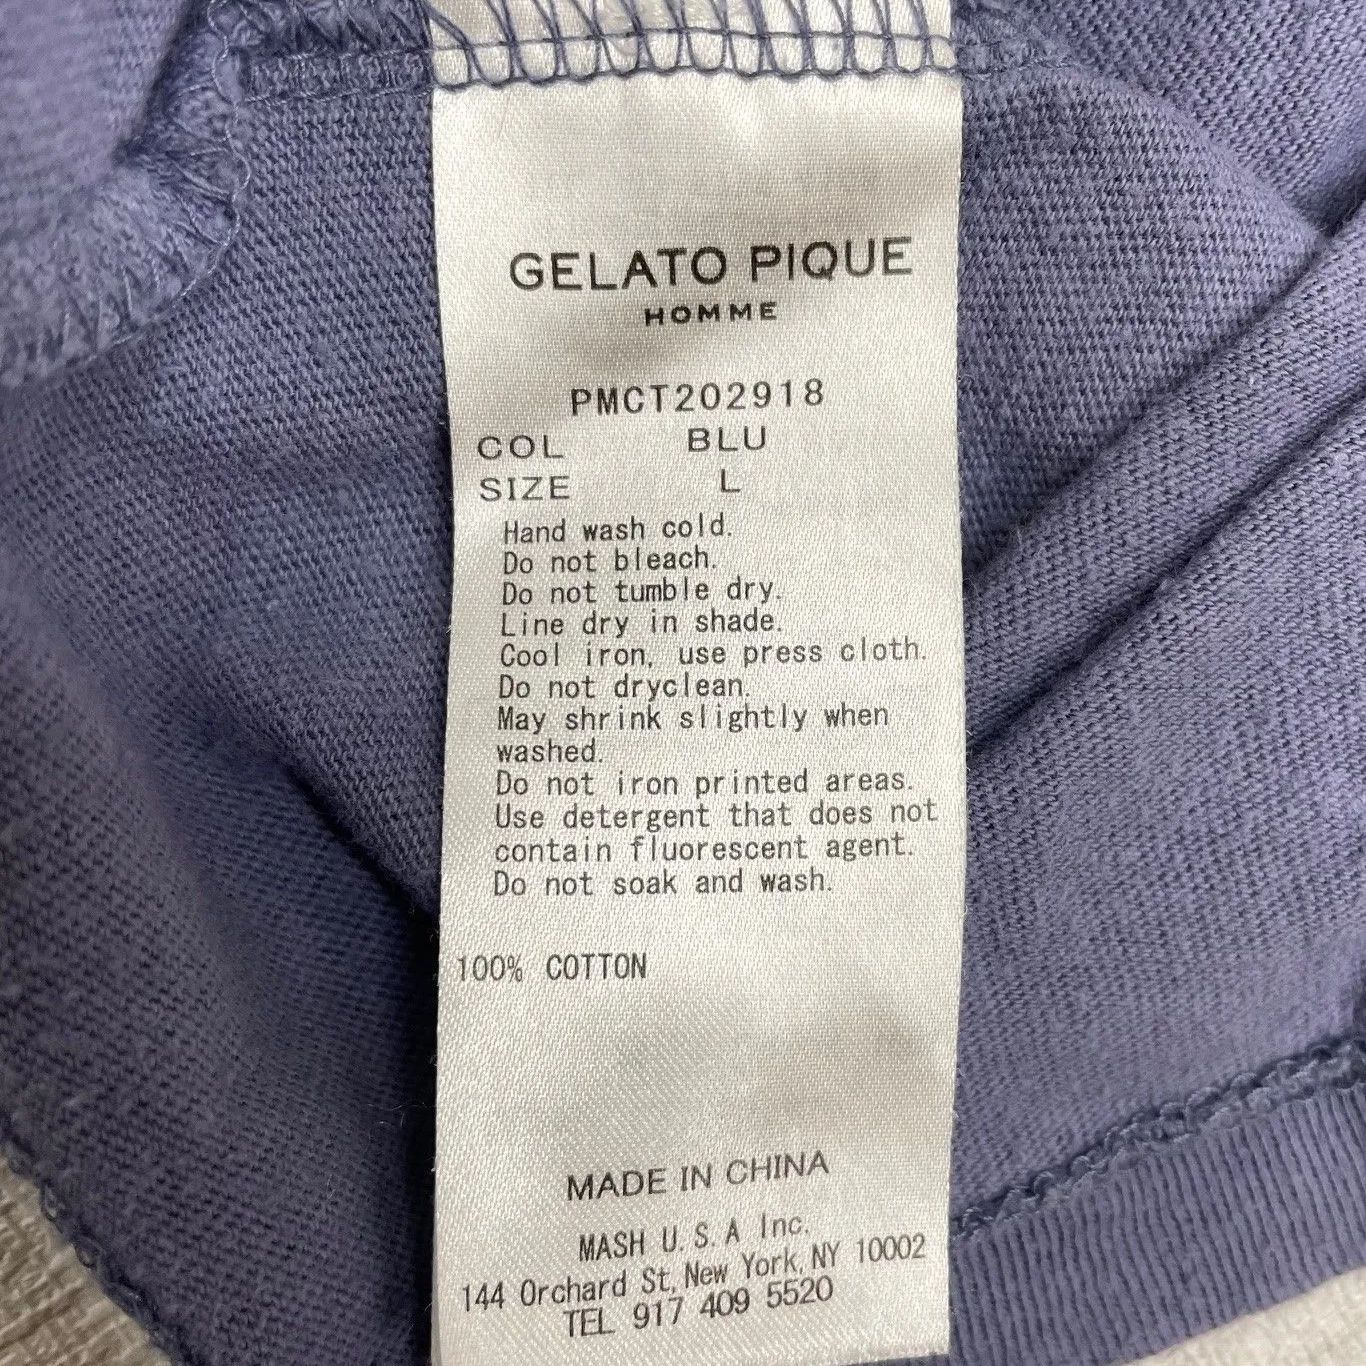 GELATO PIQUE
HOMME
PMCT202918
COL BLU
SIZE L
Hand wash cold.
Do not bleach.
Do not tumble dry.
Line dry in shade.
Cool iron, use press cloth.
Do not dryclean.
May shrink slightly when
washed.
Do not iron printed areas.
Use detergent that does not
contain fluorescent agent.
Do not soak and wash.
100% COTTON
MADE IN CHINA
MASH U.S.A Inc.
144 Orchard St, New York, NY 10002
TEL 917 409 5520